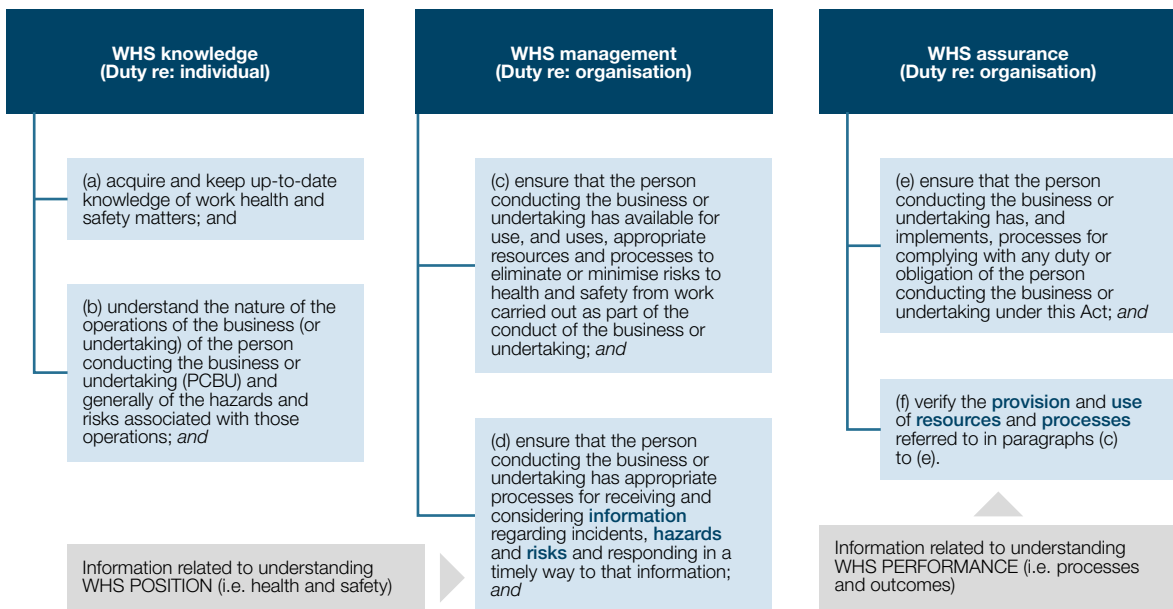 WHS knowledge
(Duty re: individual)
(a) acquire and keep up-to-date
knowledge of work health and
safety matters; and
(b) understand the nature of the
operations of the business (or
undertaking) of the person
conducting the business or
undertaking (PCBU) and
generally of the hazards and
risks associated with those
operations; and
Information related to understanding
WHS POSITION (i.e. health and safety)
WHS management
(Duty re: organisation)
(c) ensure that the person
conducting the business or
undertaking has available for
use, and uses, appropriate
resources and processes to
eliminate or minimise risks to
health and safety from work
carried out as part of the
conduct of the business or
undertaking; and
(d) ensure that the person
conducting the business or
undertaking has appropriate
processes for receiving and
considering information
regarding incidents, hazards
and risks and responding in a
timely way to that information;
and
WHS assurance
(Duty re: organisation)
(e) ensure that the person
conducting the business or
undertaking has, and
implements, processes for
complying with any duty or
obligation of the person
conducting the business or
undertaking under this Act; and
(f) verify the provision and use
of resources and processes
referred to in paragraphs (c)
to (e).
Information related to understanding
WHS PERFORMANCE (i.e. processes
and outcomes)